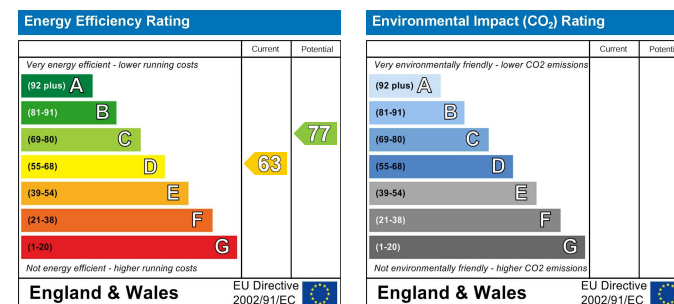 Energy Efficiency Rating
Current Potential
Very energy efficient - lower running costs
(92 plus) A
(81-91) B
(69-80) C
77
(55-68) D
63
(39-54) E
(21-38) F
(1-20) G
Not energy efficient - higher running costs
England & Wales
EU Directive
2002/91/EC
Environmental Impact (CO2) Rating
Current Potenti
Very environmentally friendly - lower CO2 emissions
(92 plus) A
(81-91) B
(69-80) C
(55-68) D
(39-54) E
(21-38) F
(1-20) G
Not environmentally friendly - higher CO2 emissions
England & Wales
EU Directive
2002/91/EC